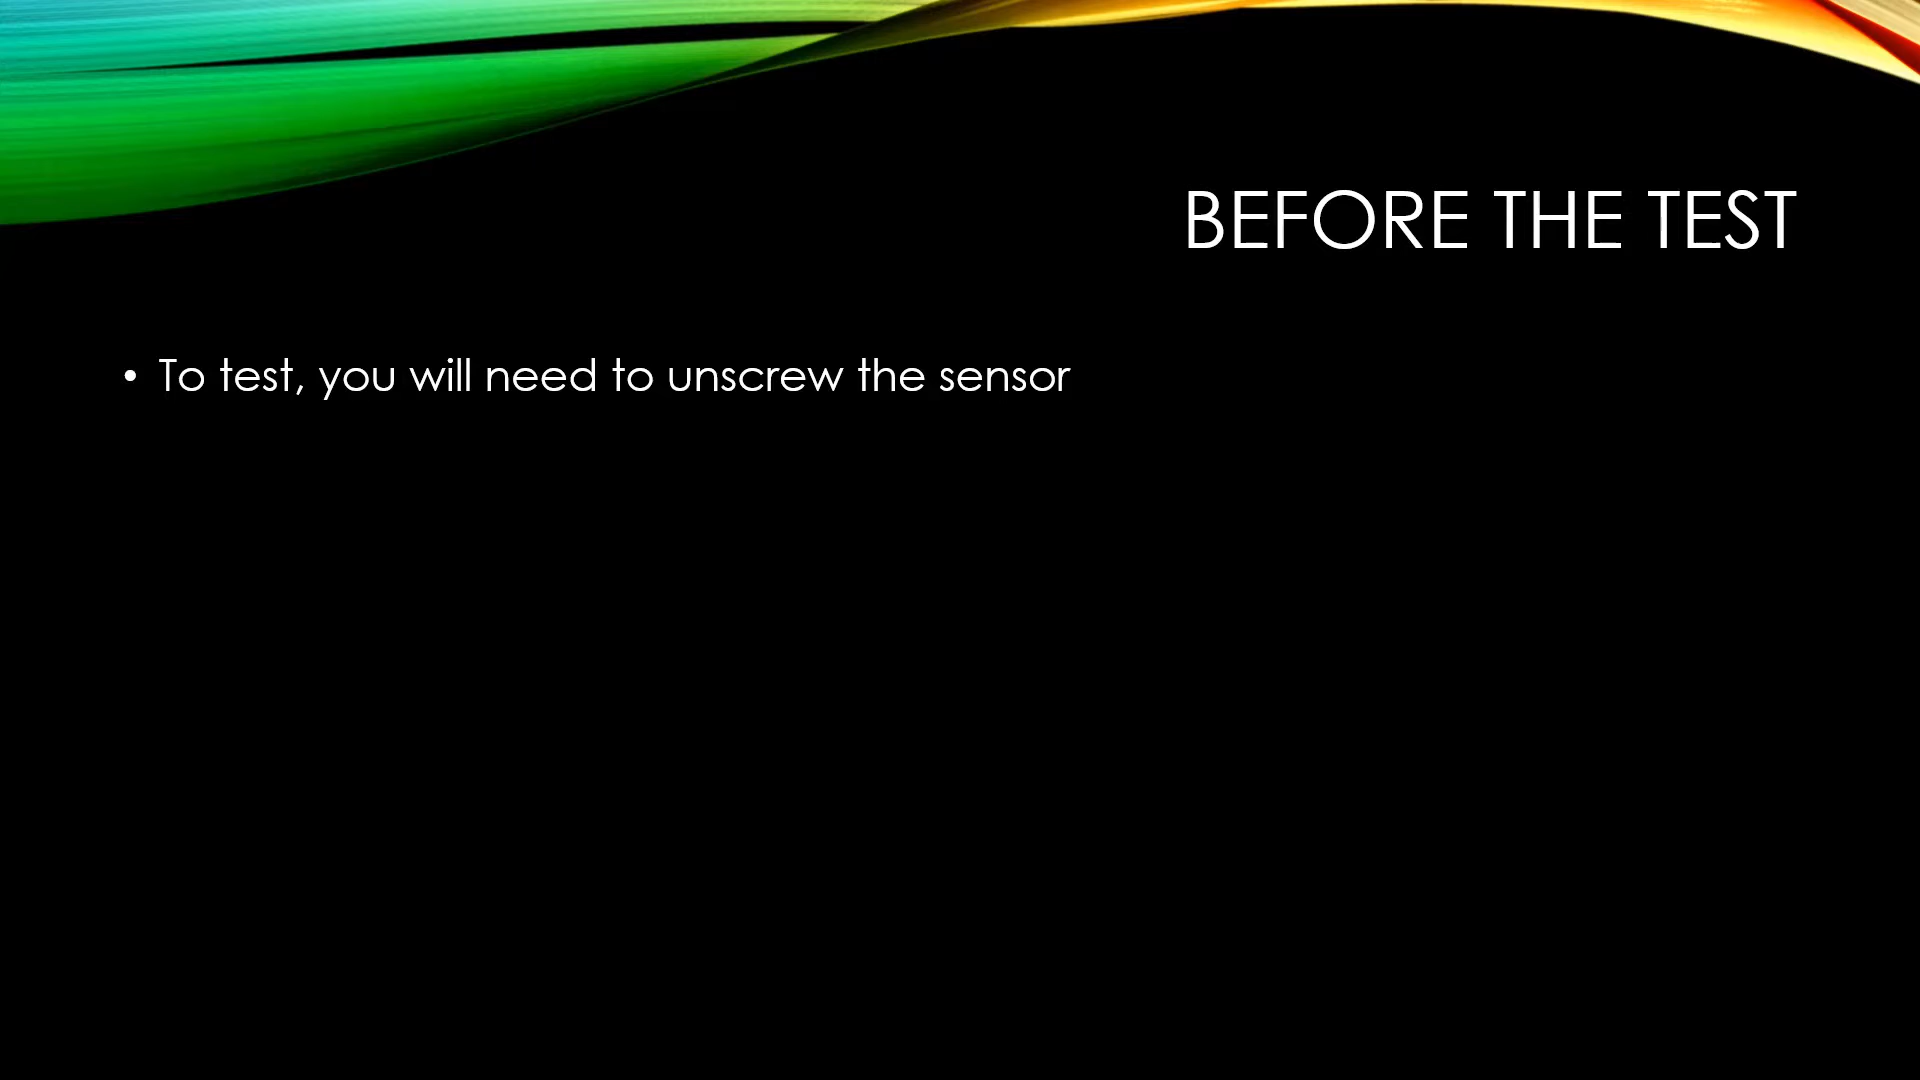 BEFORE THE TEST
• To test, you will need to unscrew the sensor